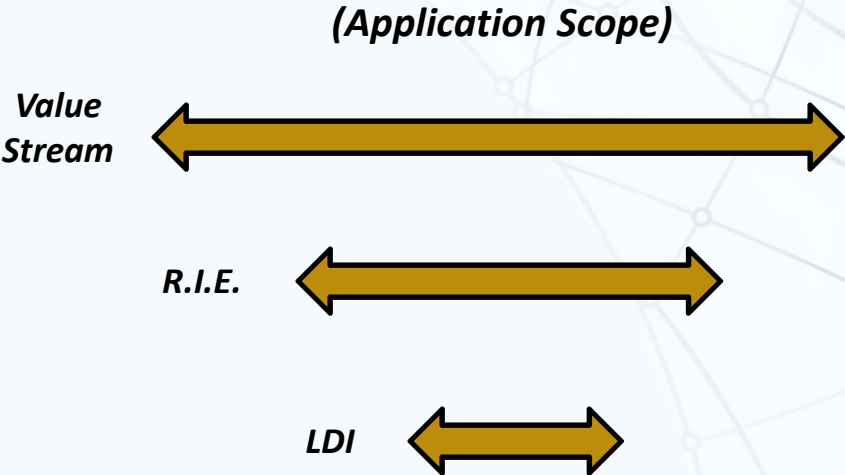 (Application Scope)
Value
Stream
R.I.E.
LDI